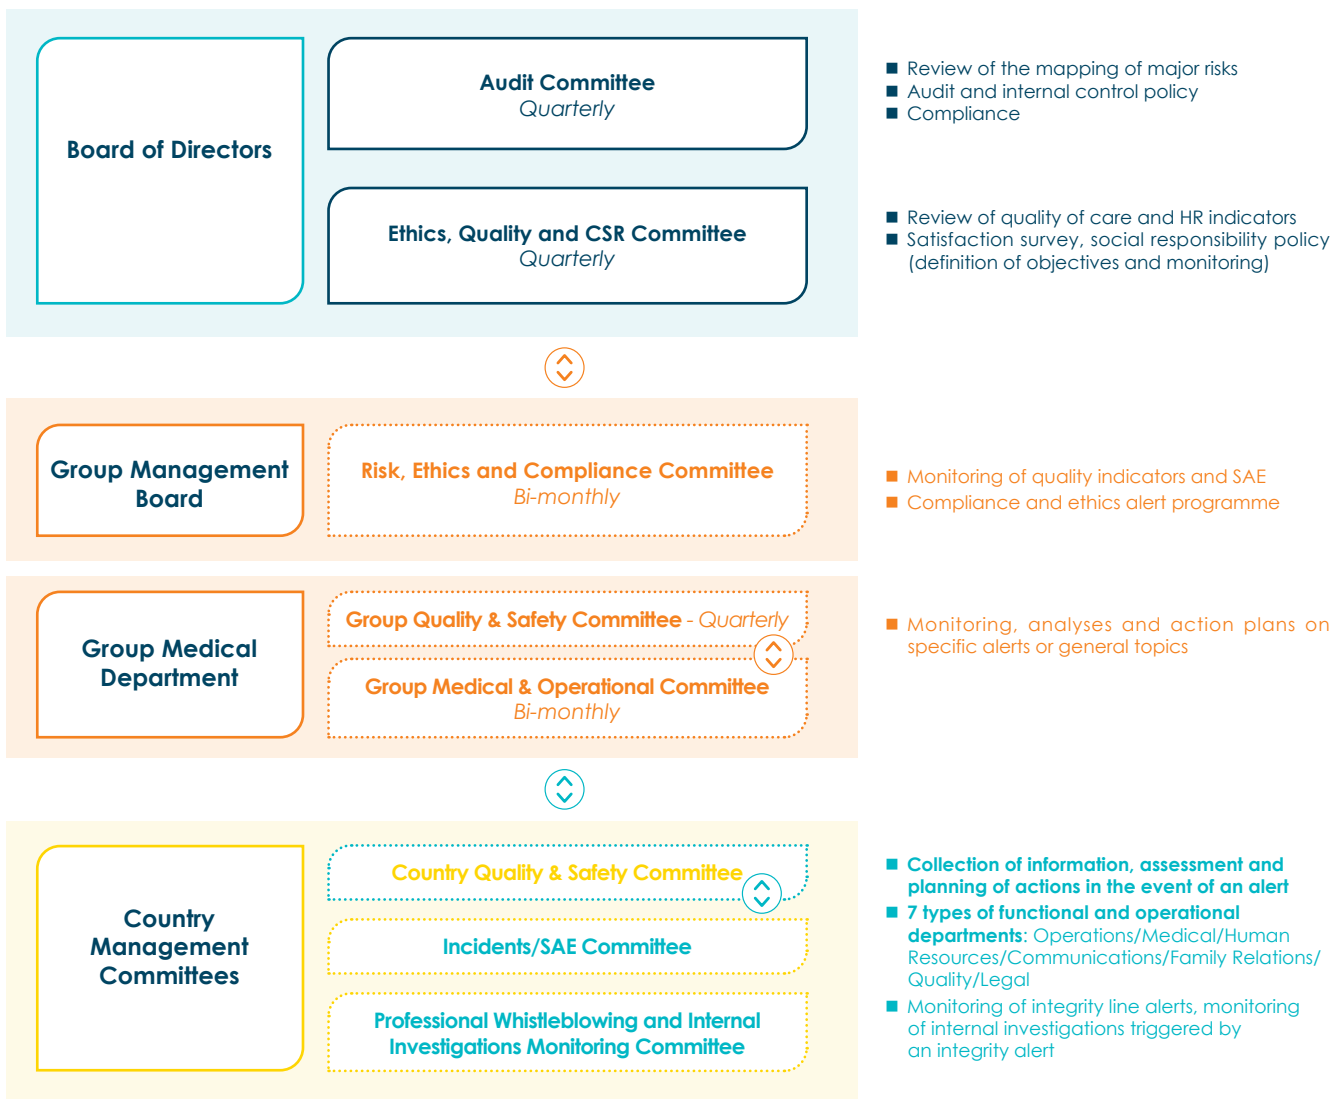 Board of Directors
Audit Committee
Quarterly
■ Review of the mapping of major risks
■ Audit and internal control policy
■ Compliance
Ethics, Quality and CSR Committee
Quarterly
■ Review of quality of care and HR indicators
■ Satisfaction survey, social responsibility policy
(definition of objectives and monitoring)
Group Management
Board
Risk, Ethics and Compliance Committee
Bi-monthly
■ Monitoring of quality indicators and SAE
■ Compliance and ethics alert programme
Group Medical
Department
Group Quality & Safety Committee - Quarterly
Group Medical & Operational Committee
Bi-monthly
■ Monitoring, analyses and action plans on
specific alerts or general topics
Country
Management
Committees
Country Quality & Safety Committee
Incidents/SAE Committee
Professional Whistleblowing and Internal
Investigations Monitoring Committee
■ Collection of information, assessment and
planning of actions in the event of an alert
■ 7 types of functional and operational
departments: Operations/Medical/Human
Resources/Communications/Family Relations/
Quality/Legal
■ Monitoring of integrity line alerts, monitoring
of internal investigations triggered by
an integrity alert